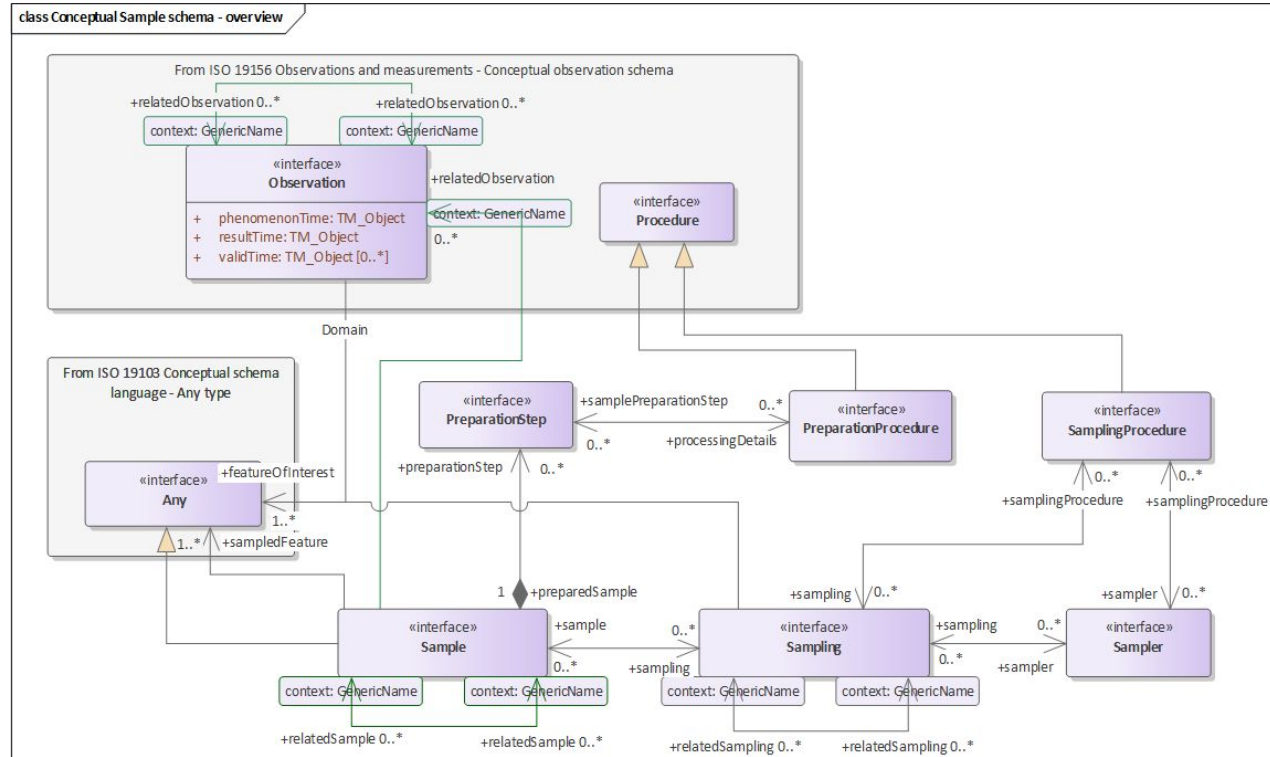 class Conceptual Sample schema - overview
From ISO 19156 Observations and measurements - Conceptual observation schema
+relatedObservation 0..*
+relatedObservation 0..*
context: GenericName
context: GenericName
«interface»
Observation
+ phenomenonTime: TM_Object
+ resultTime: TM_Object
+ validTime: TM_Object [0..*]
+relatedObservation
context: GenericName
0..*
«interface»
Procedure
Domain
From ISO 19103 Conceptual schema
language - Any type
«interface»
Any
+featureOfInterest
1..*
1..*
+sampledFeature
«interface»
PreparationStep
+samplePreparationStep
0..*
0..*
+processingDetails
«interface»
PreparationProcedure
«interface»
SamplingProcedure
+preparationStep
0..*
0..*
0..*
+samplingProcedure
+samplingProcedure
1
+preparedSample
+sampling
0..*
+sampler
0..*
«interface»
Sample
+sample
0..*
0..*
+sampling
«interface»
Sampling
+sampling
0..*
0..*
+sampler
«interface»
Sampler
context: GenericName
context: GenericName
context: GenericName
context: GenericName
+relatedSample 0..*
+relatedSample 0..*
+relatedSampling 0..*
+relatedSampling 0..*